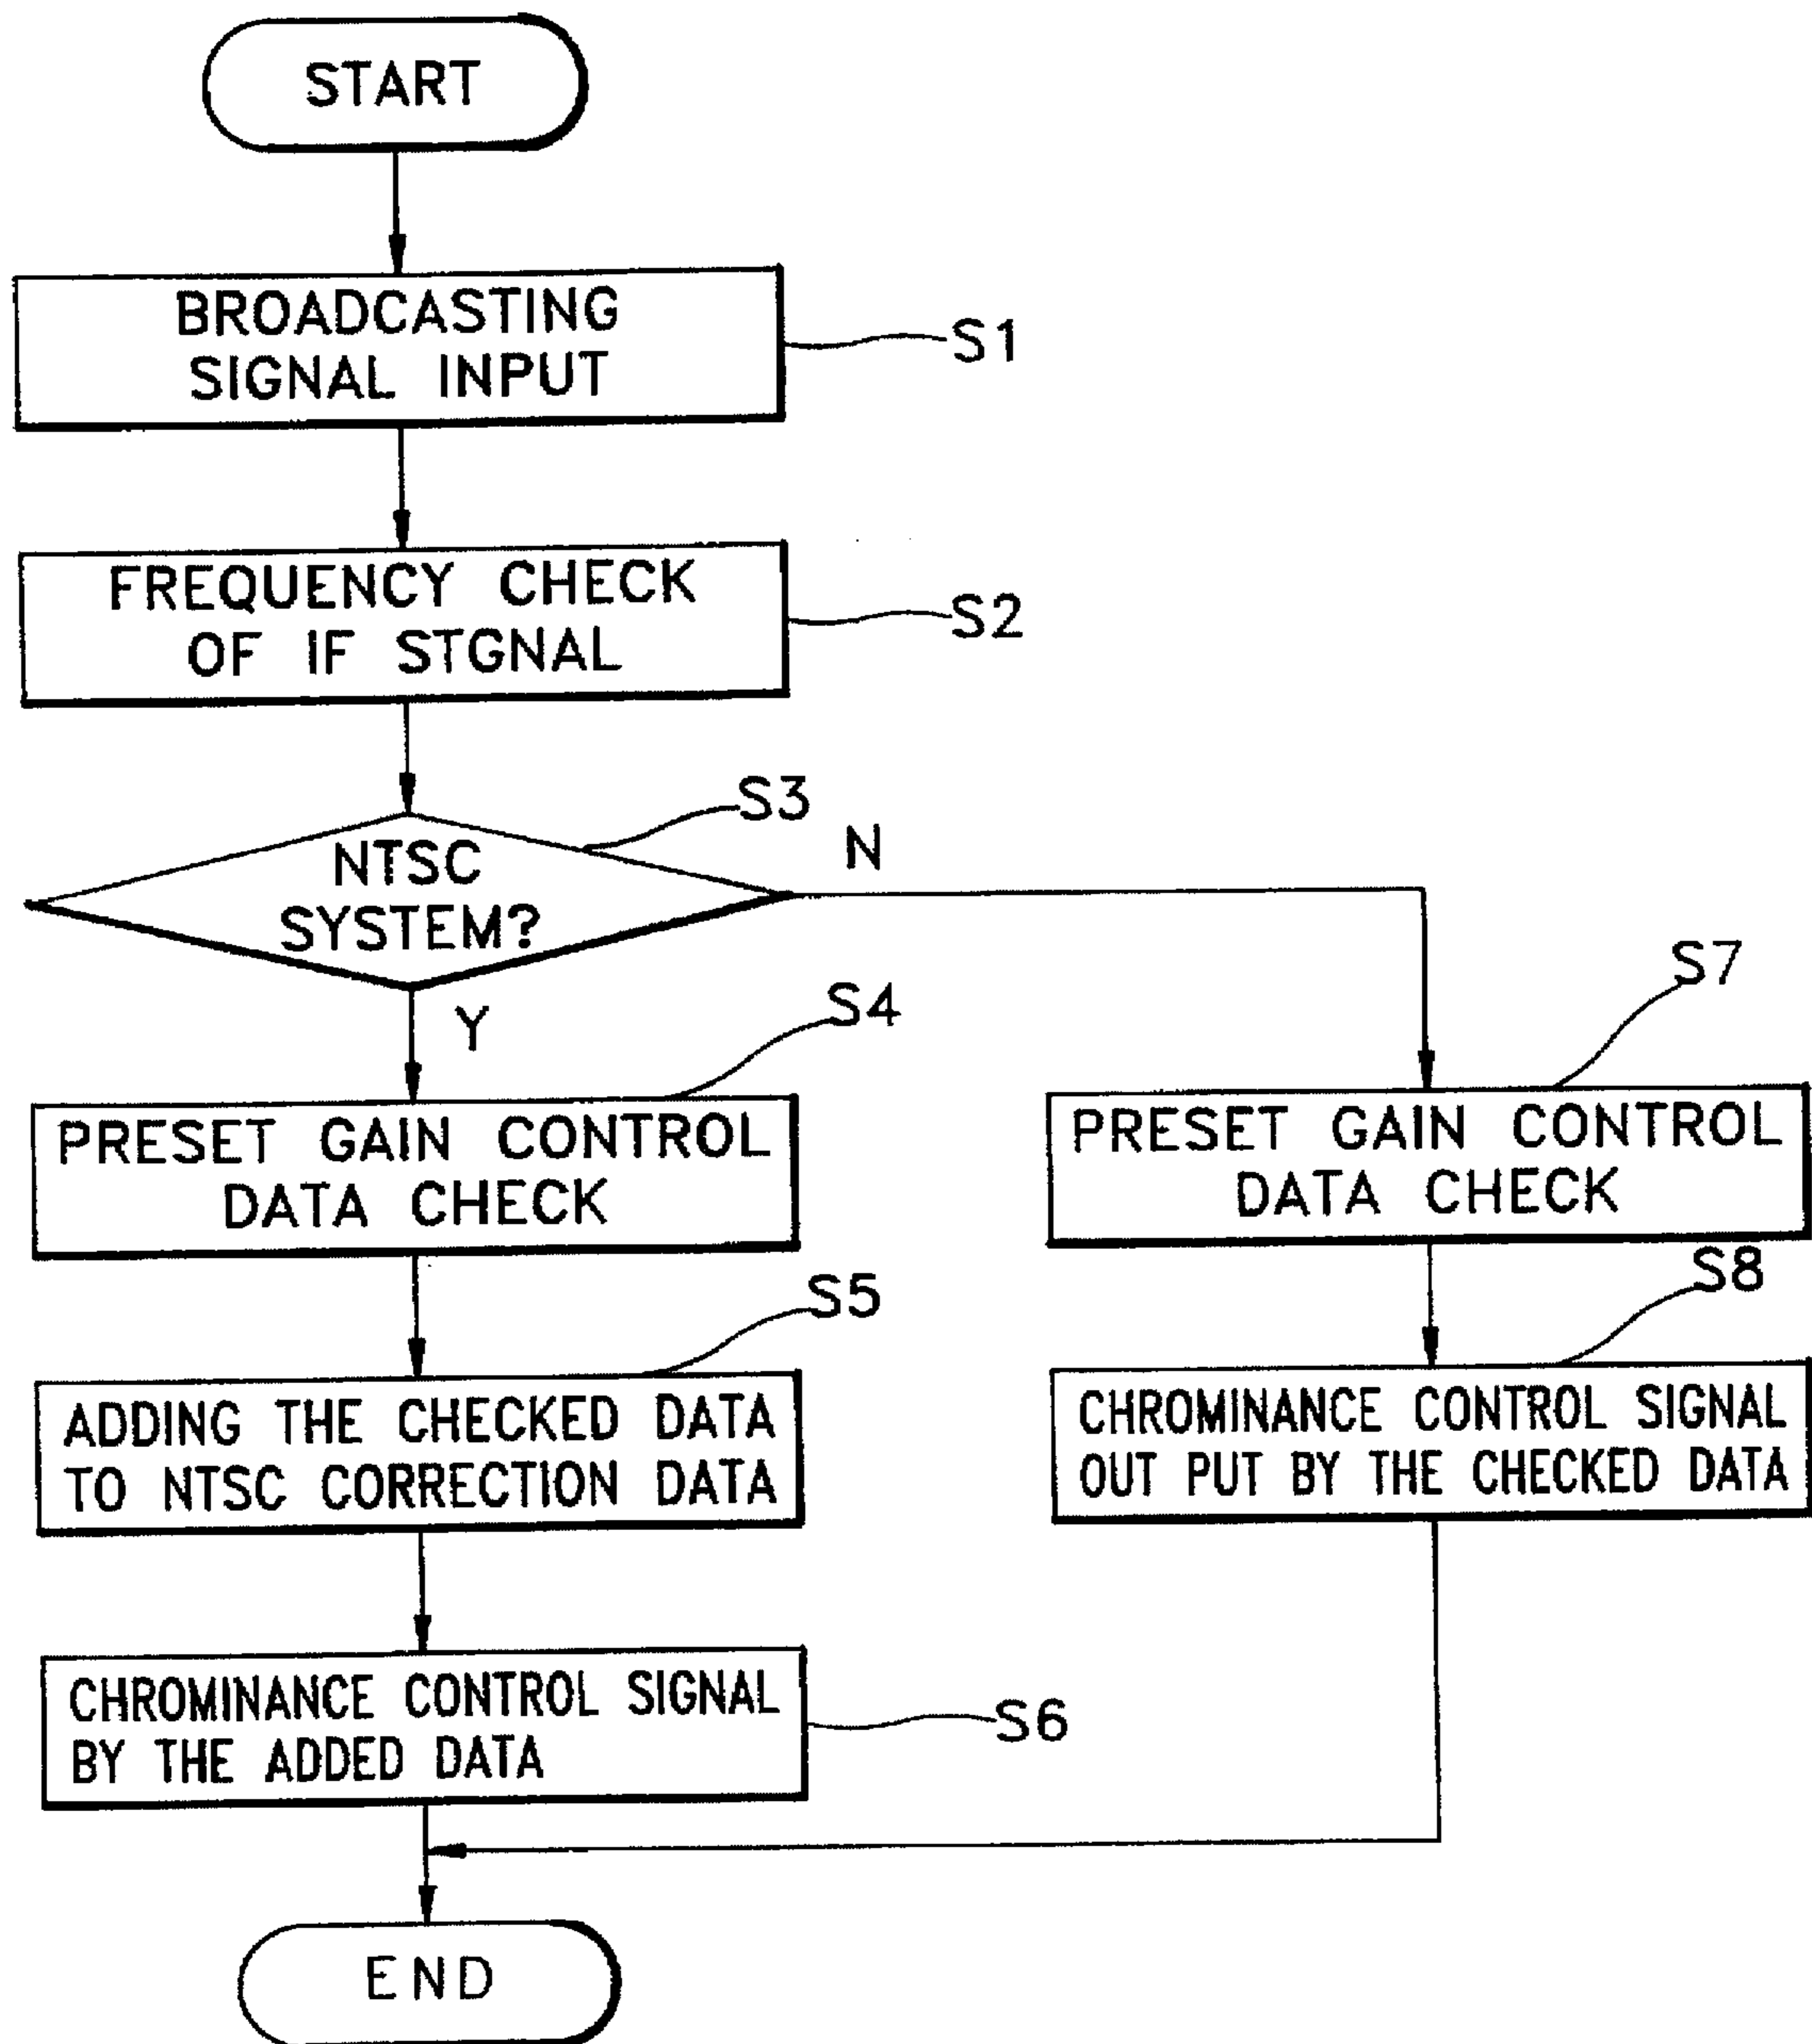 START
BROADCASTING
SIGNAL INPUT
S1
FREQUENCY CHECK
OF IF STGNAL
S2
S3
NTSC
SYSTEM?
N
Y
S4
PRESET GAIN CONTROL
DATA CHECK
S7
PRESET GAIN CONTROL
DATA CHECK
S5
ADDING THE CHECKED DATA
TO NTSC CORRECTION DATA
S8
CHROMINANCE CONTROL SIGNAL
OUT PUT BY THE CHECKED DATA
CHROMINANCE CONTROL SIGNAL
BY THE ADDED DATA
S6
END